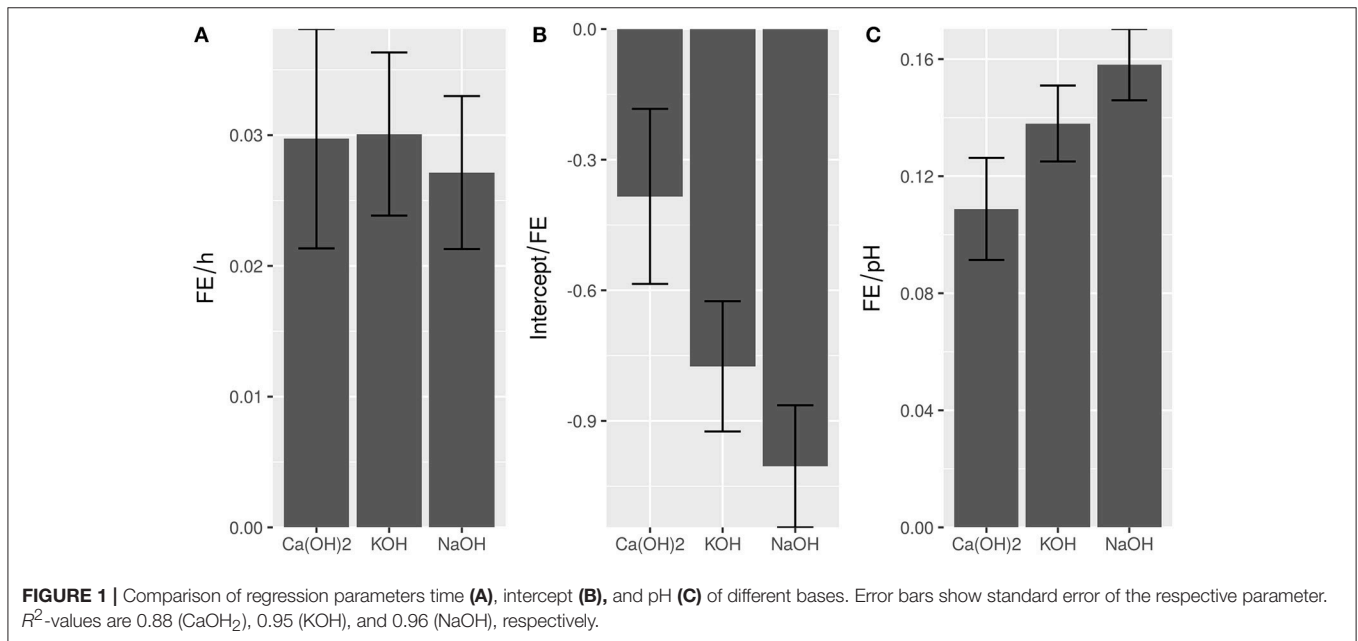 A
FE/h
0.03
0.02
0.01
0.00
Ca(OH)2 KOH NaOH
B
Intercept/FE
0.0
-0.3
-0.6
-0.9
Ca(OH)2 KOH NaOH
C
FE/pH
0.16
0.12
0.08
0.04
0.00
Ca(OH)2 KOH NaOH
FIGURE 1 | Comparison of regression parameters time (A), intercept (B), and pH (C) of different bases. Error bars show standard error of the respective parameter.
R²-values are 0.88 (CaOH₂), 0.95 (KOH), and 0.96 (NaOH), respectively.